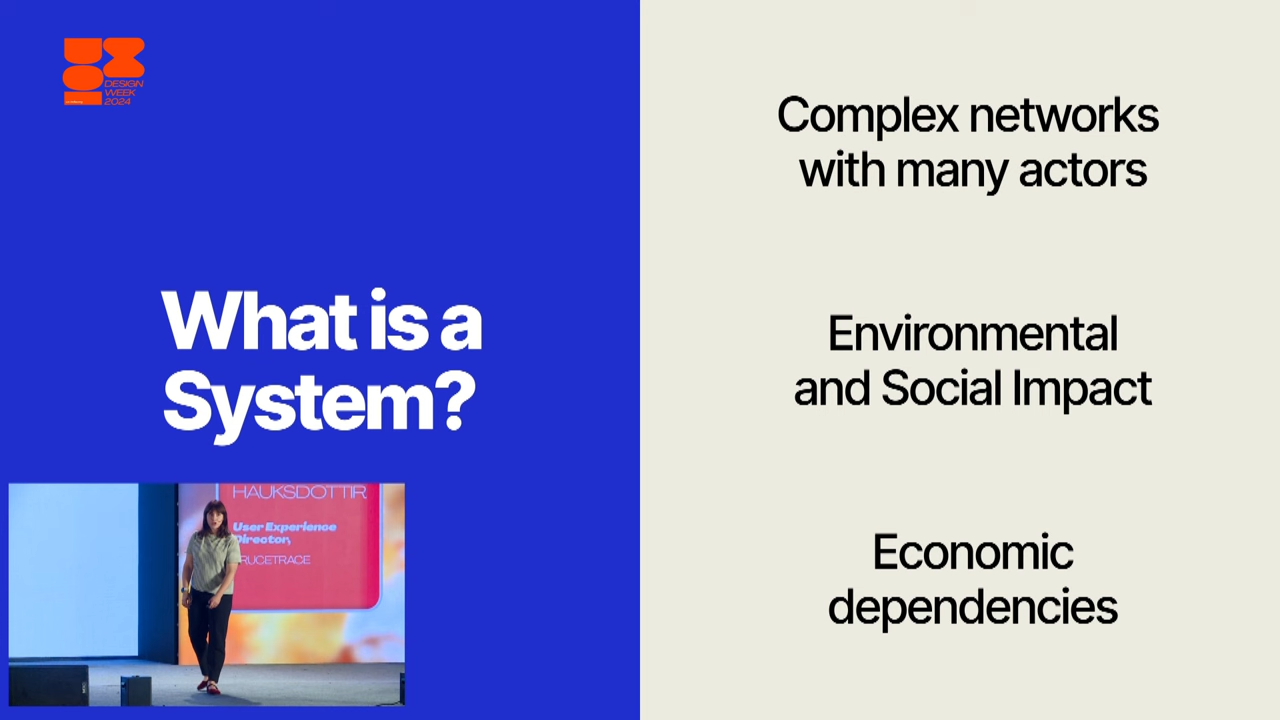 DESIGN
WEEK
2024
What is a
System?
Complex networks
with many actors
Environmental
and Social Impact
Economic
dependencies
HAUKSDOTTIR
User Experience
Director,